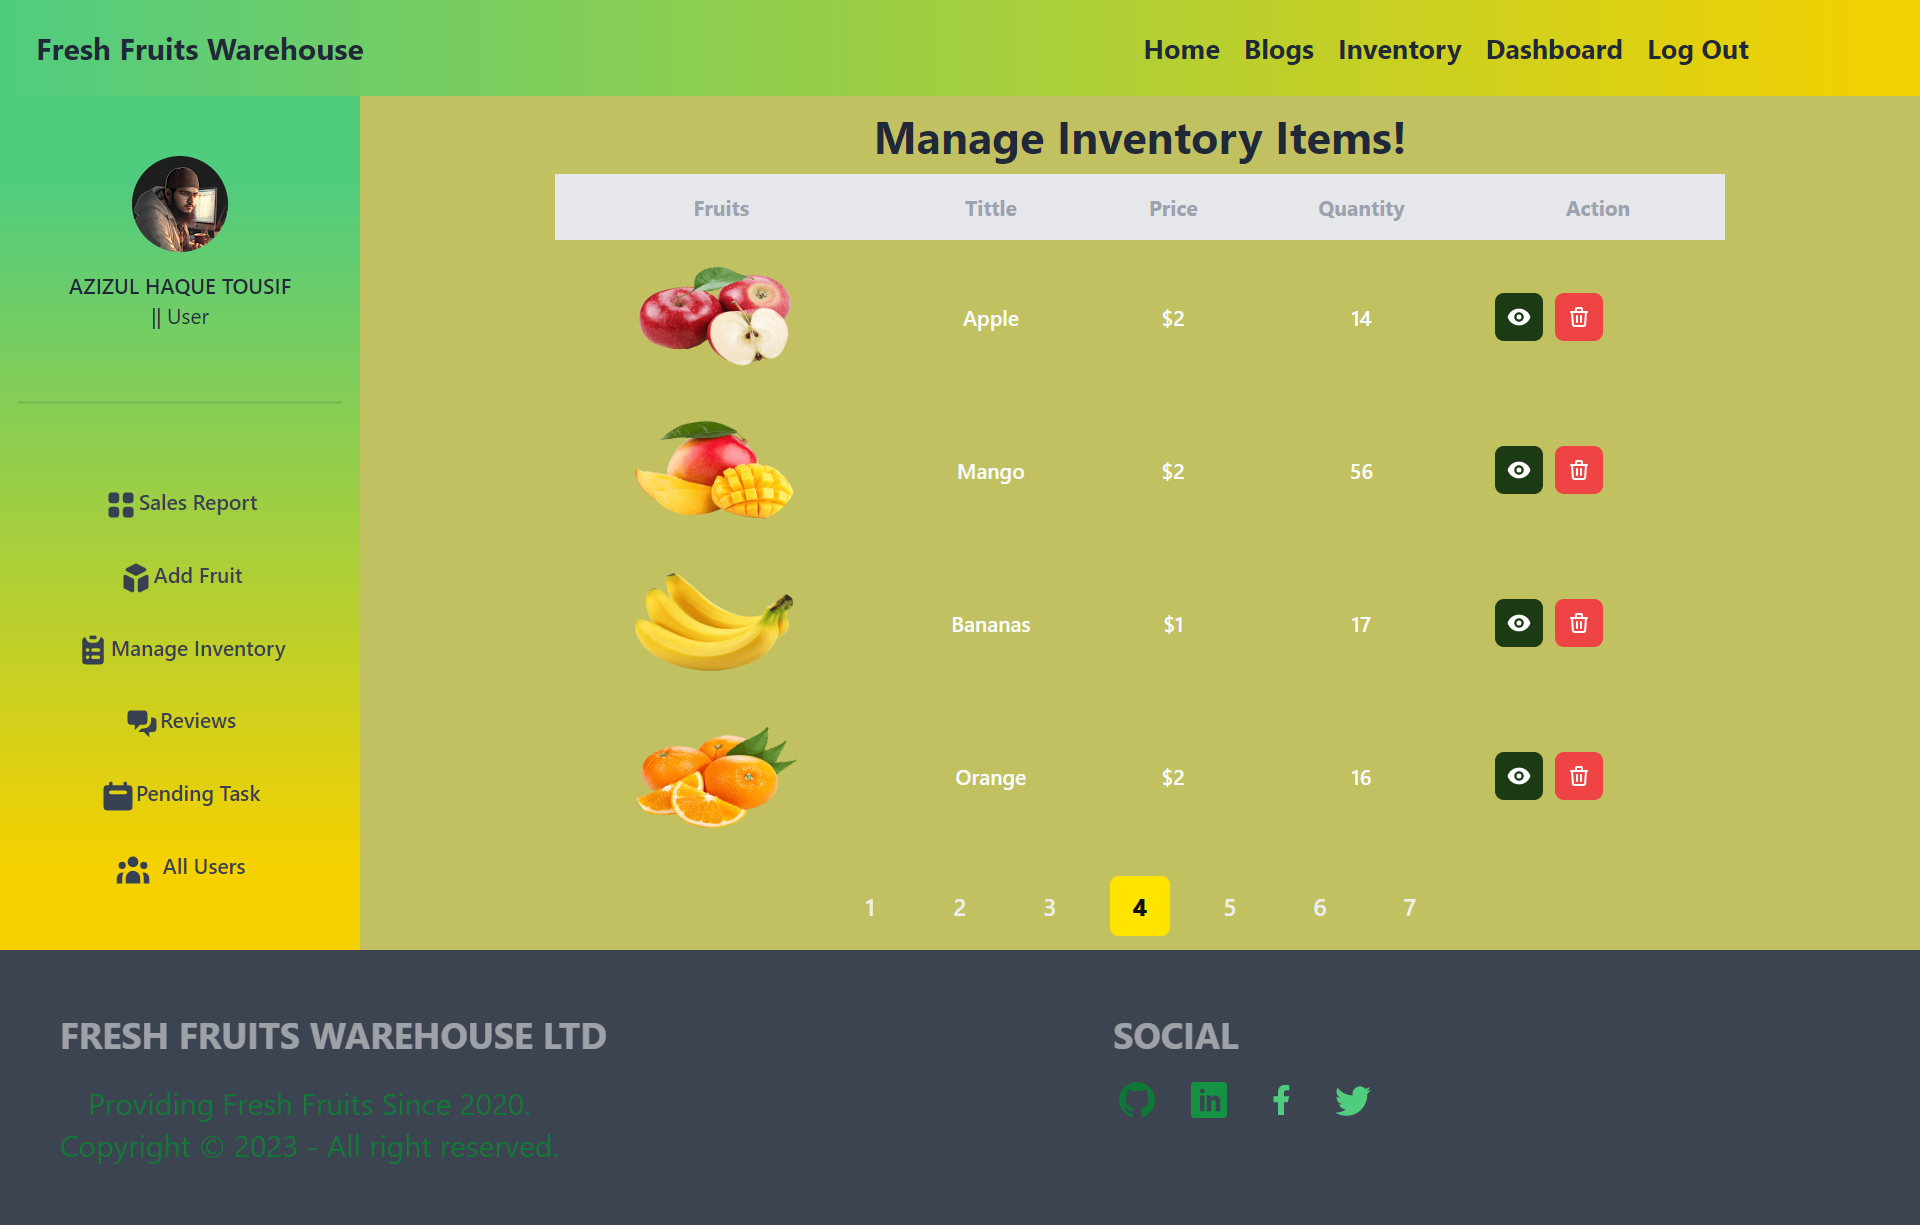 Fresh Fruits Warehouse
Home Blogs Inventory Dashboard Log Out
AZIZUL HAQUE TOUSIF
|| User
Sales Report
Add Fruit
Manage Inventory
Reviews
Pending Task
All Users
Manage Inventory Items!
Fruits Tittle Price Quantity Action
Apple $2 14
Mango $2 56
Bananas $1 17
Orange $2 16
1 2 3 4 5 6 7
FRESH FRUITS WAREHOUSE LTD
Providing Fresh Fruits Since 2020.
Copyright © 2023 - All right reserved.
SOCIAL